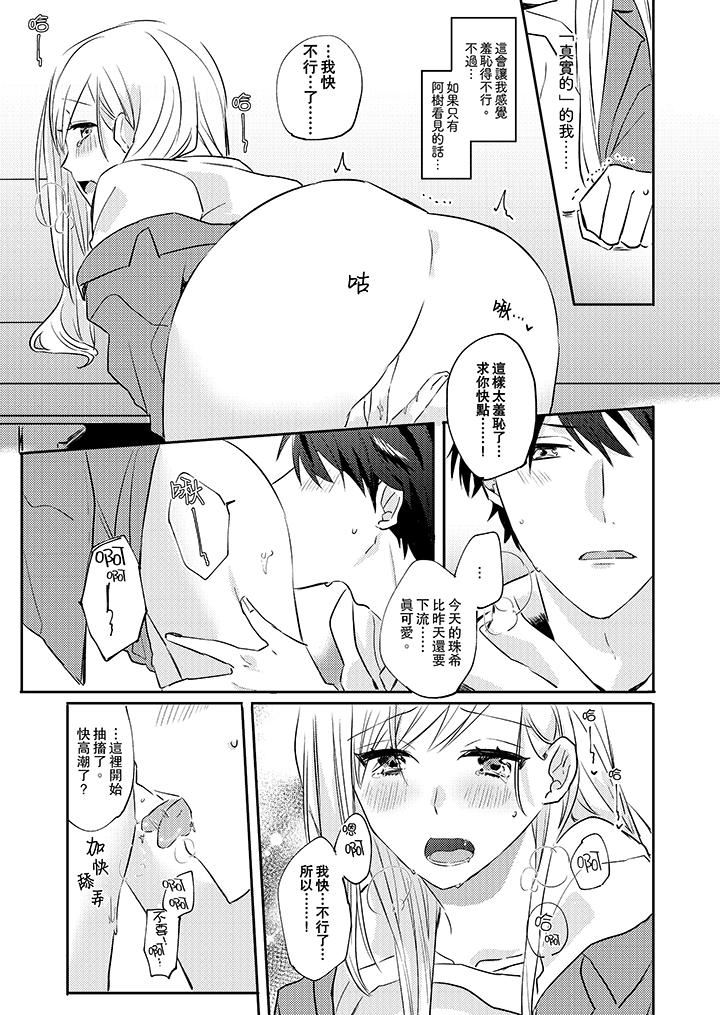 「真實的」的我⋯⋯
這會讓我感覺
羞恥得不行。
不過⋯
如果只有
阿樹看見的話⋯
⋯我快
不行⋯了⋯⋯
哈
哈
哈
咕
啾
這樣太羞恥了⋯
求你快點⋯⋯！
⋯
今天的珠希
比昨天還要
下流⋯⋯
真可愛。
啾
啊
啊
哈
哈
啊
哈
啊
嗯
啊
我快⋯不行了⋯
所以⋯⋯！
⋯這裡開始
抽搐了。
快高潮了？
加快
舔弄
啊
啊
不要⋯
啊